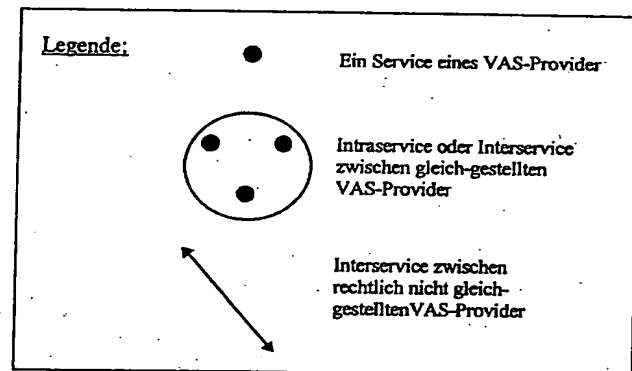 Legende:
Ein Service eines VAS-Provider
Intraservice oder Interservice
zwischen gleich-gestellten
VAS-Provider
Interservice zwischen
rechtlich nicht gleich-
gestelltenVAS-Provider